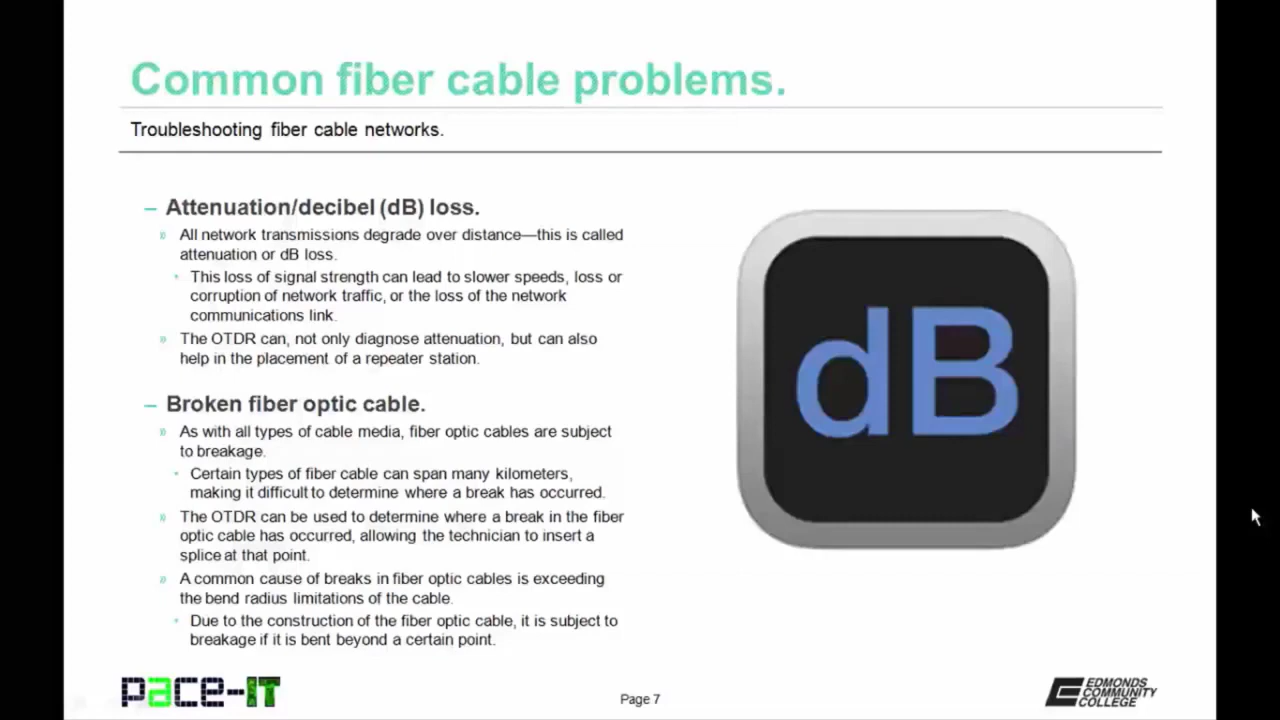 Common fiber cable problems.
Troubleshooting fiber cable networks.
– Attenuation/decibel (dB) loss.
» All network transmissions degrade over distance—this is called
attenuation or dB loss.
• This loss of signal strength can lead to slower speeds, loss or
corruption of network traffic, or the loss of the network
communications link.
» The OTDR can, not only diagnose attenuation, but can also
help in the placement of a repeater station.
– Broken fiber optic cable.
» As with all types of cable media, fiber optic cables are subject
to breakage.
• Certain types of fiber cable can span many kilometers,
making it difficult to determine where a break has occurred.
» The OTDR can be used to determine where a break in the fiber
optic cable has occurred, allowing the technician to insert a
splice at that point.
» A common cause of breaks in fiber optic cables is exceeding
the bend radius limitations of the cable.
• Due to the construction of the fiber optic cable, it is subject to
breakage if it is bent beyond a certain point.
dB
pace-IT
Page 7
EDMONDS
COMMUNITY
COLLEGE